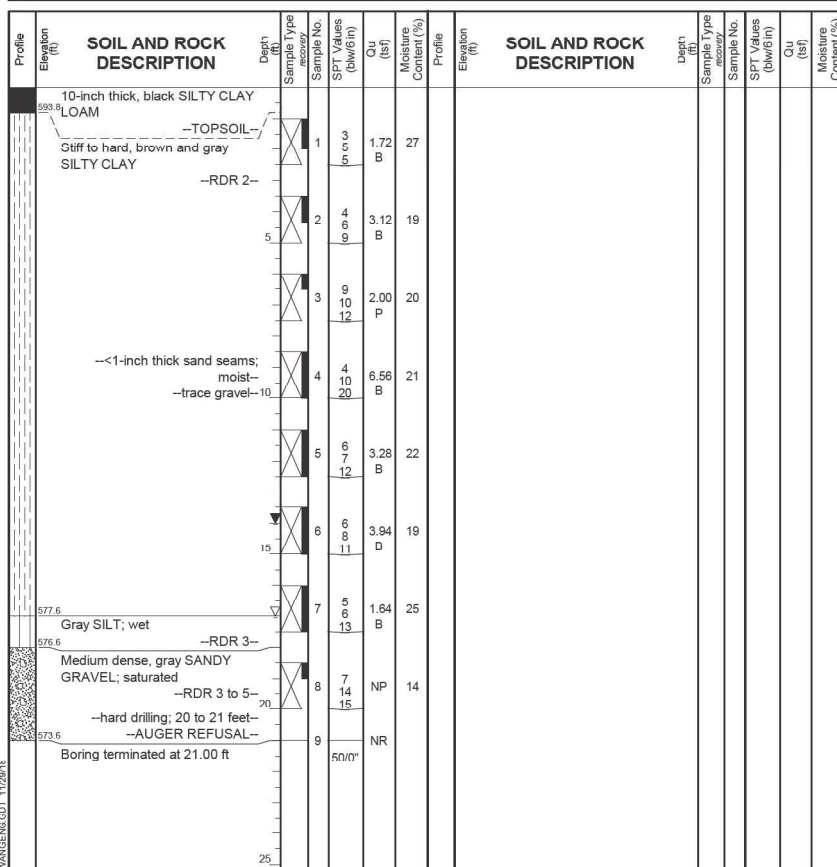 Profile
Elevation (ft)
SOIL AND ROCK DESCRIPTION
Depth (ft)
Sample Type recovery
Sample No.
SPT Values (blw/6 in)
Qu (tsf)
Moisture Content (%)
Profile
Elevation (ft)
SOIL AND ROCK DESCRIPTION
Depth (ft)
Sample Type recovery
Sample No.
SPT Values (blw/6 in)
Qu (tsf)
Moisture Content (%)
10-inch thick, black SILTY CLAY
593.8 LOAM
--TOPSOIL--
Stiff to hard, brown and gray
SILTY CLAY
1 3 5 5 1.72 B 27
--RDR 2--
2 4 6 9 3.12 B 19
5
3 9 10 12 2.00 P 20
--<1-inch thick sand seams;
moist--
--trace gravel-- 10
4 4 10 20 6.56 B 21
5 6 7 12 3.28 B 22
6 6 8 11 3.94 B 19
15
7 5 6 13 1.64 B 25
577.6
Gray SILT; wet
--RDR 3--
576.6
Medium dense, gray SANDY
GRAVEL; saturated
--RDR 3 to 5--
8 7 14 15 NP 14
20
--hard drilling; 20 to 21 feet--
573.6 --AUGER REFUSAL--
9 50/0" NR
Boring terminated at 21.00 ft
25